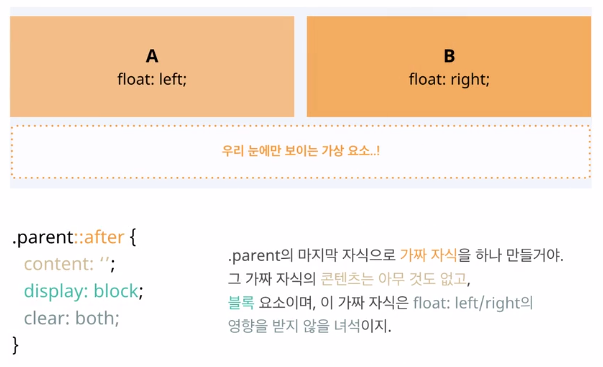 A
float: left;
B
float: right;
우리 눈에만 보이는 가상 요소..!
.parent::after {
content: ‘’;
display: block;
clear: both;
}
.parent의 마지막 자식으로 가짜 자식을 하나 만들거야.
그 가짜 자식의 콘텐츠는 아무 것도 없고,
블록 요소이며, 이 가짜 자식은 float: left/right의
영향을 받지 않을 녀석이지.